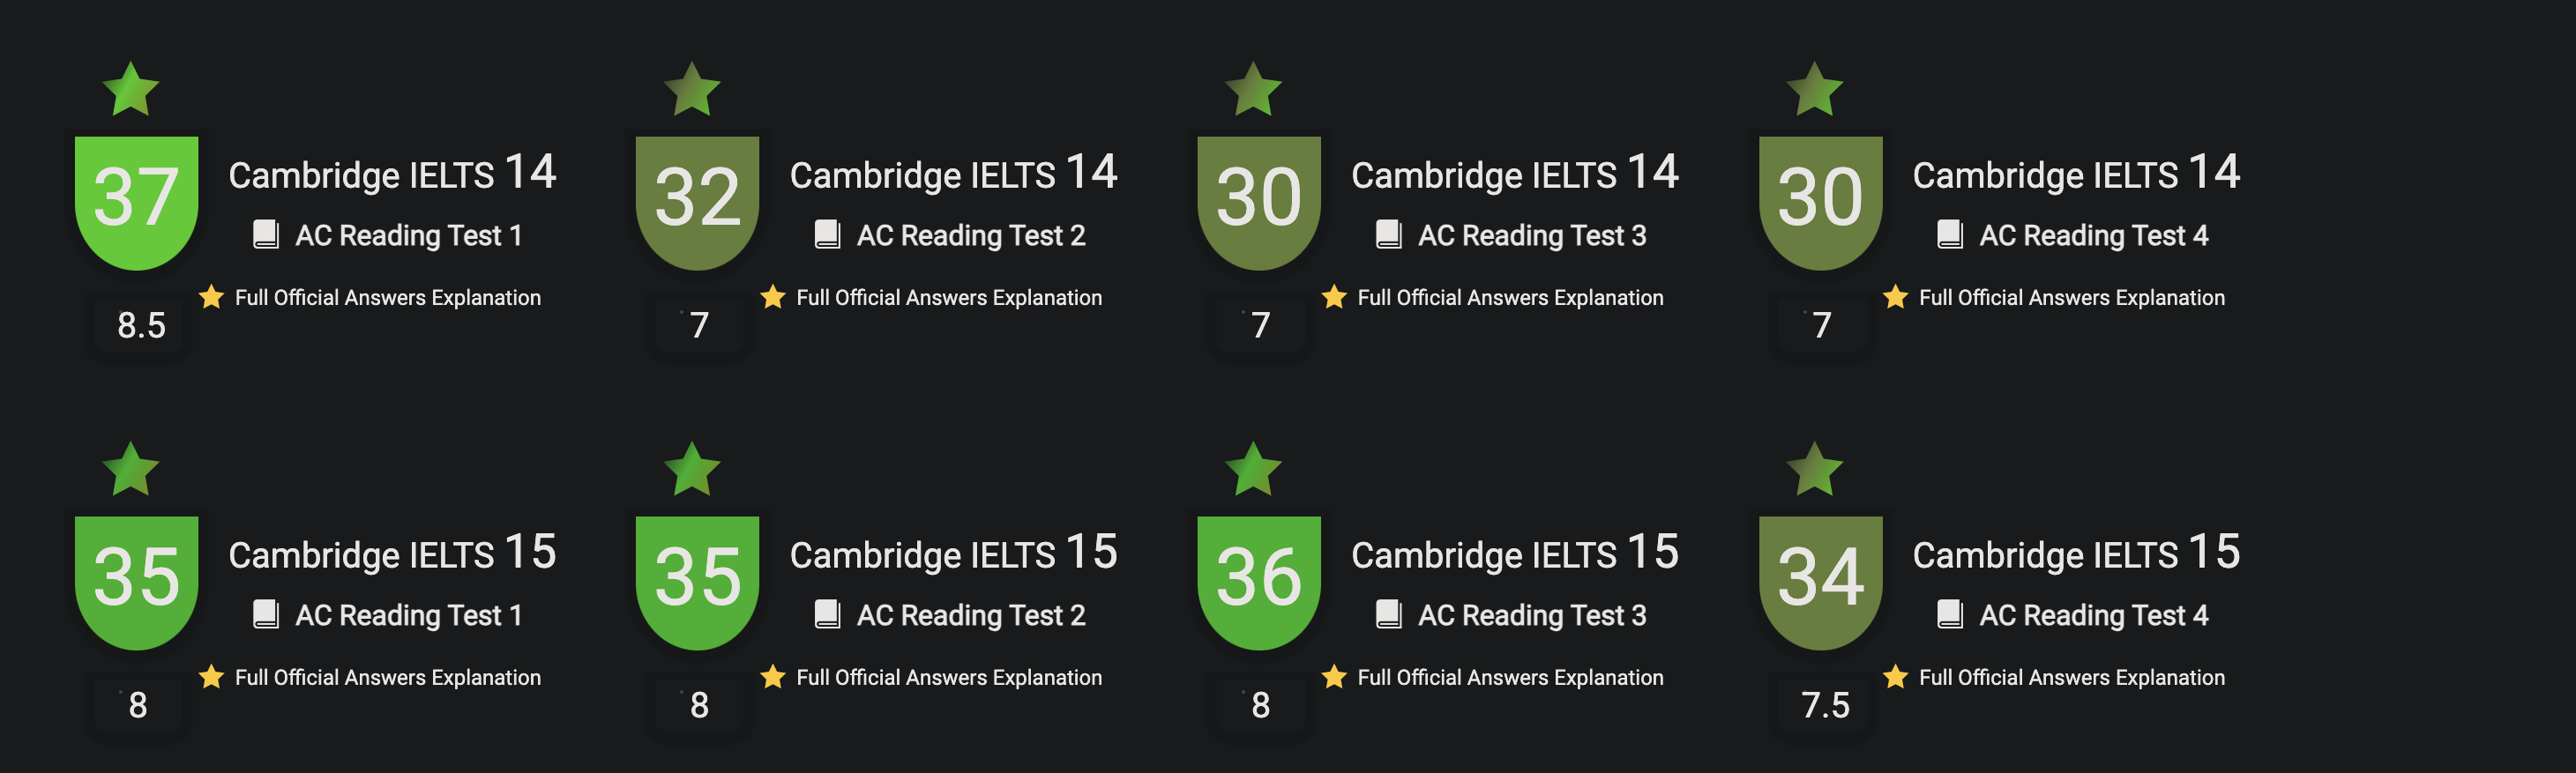 37
Cambridge IELTS 14
AC Reading Test 1
Full Official Answers Explanation
8.5
32
Cambridge IELTS 14
AC Reading Test 2
Full Official Answers Explanation
7
30
Cambridge IELTS 14
AC Reading Test 3
Full Official Answers Explanation
7
30
Cambridge IELTS 14
AC Reading Test 4
Full Official Answers Explanation
7
35
Cambridge IELTS 15
AC Reading Test 1
Full Official Answers Explanation
8
35
Cambridge IELTS 15
AC Reading Test 2
Full Official Answers Explanation
8
36
Cambridge IELTS 15
AC Reading Test 3
Full Official Answers Explanation
8
34
Cambridge IELTS 15
AC Reading Test 4
Full Official Answers Explanation
7.5